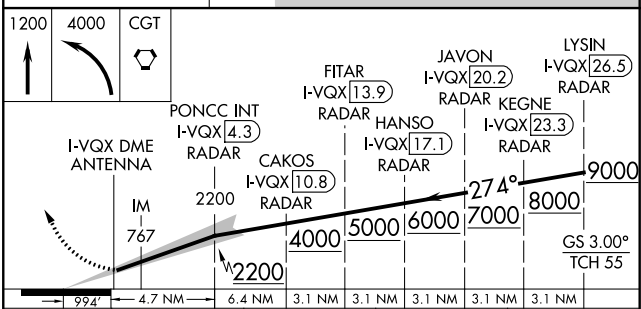 1200 4000 CGT
LYSIN
I-VQX 26.5
RADAR
JAVON
I-VQX 20.2
RADAR
FITAR
I-VQX 13.9
RADAR
KEGNE
I-VQX 23.3
RADAR
PONCC INT
I-VQX 4.3
RADAR
HANSO
I-VQX 17.1
RADAR
I-VQX DME
ANTENNA
CAKOS
I-VQX 10.8
RADAR
IM
767
2200
2200
4000
5000
6000
7000
8000
9000
274°
GS 3.00°
TCH 55
994' 4.7 NM 6.4 NM 3.1 NM 3.1 NM 3.1 NM 3.1 NM 3.1 NM